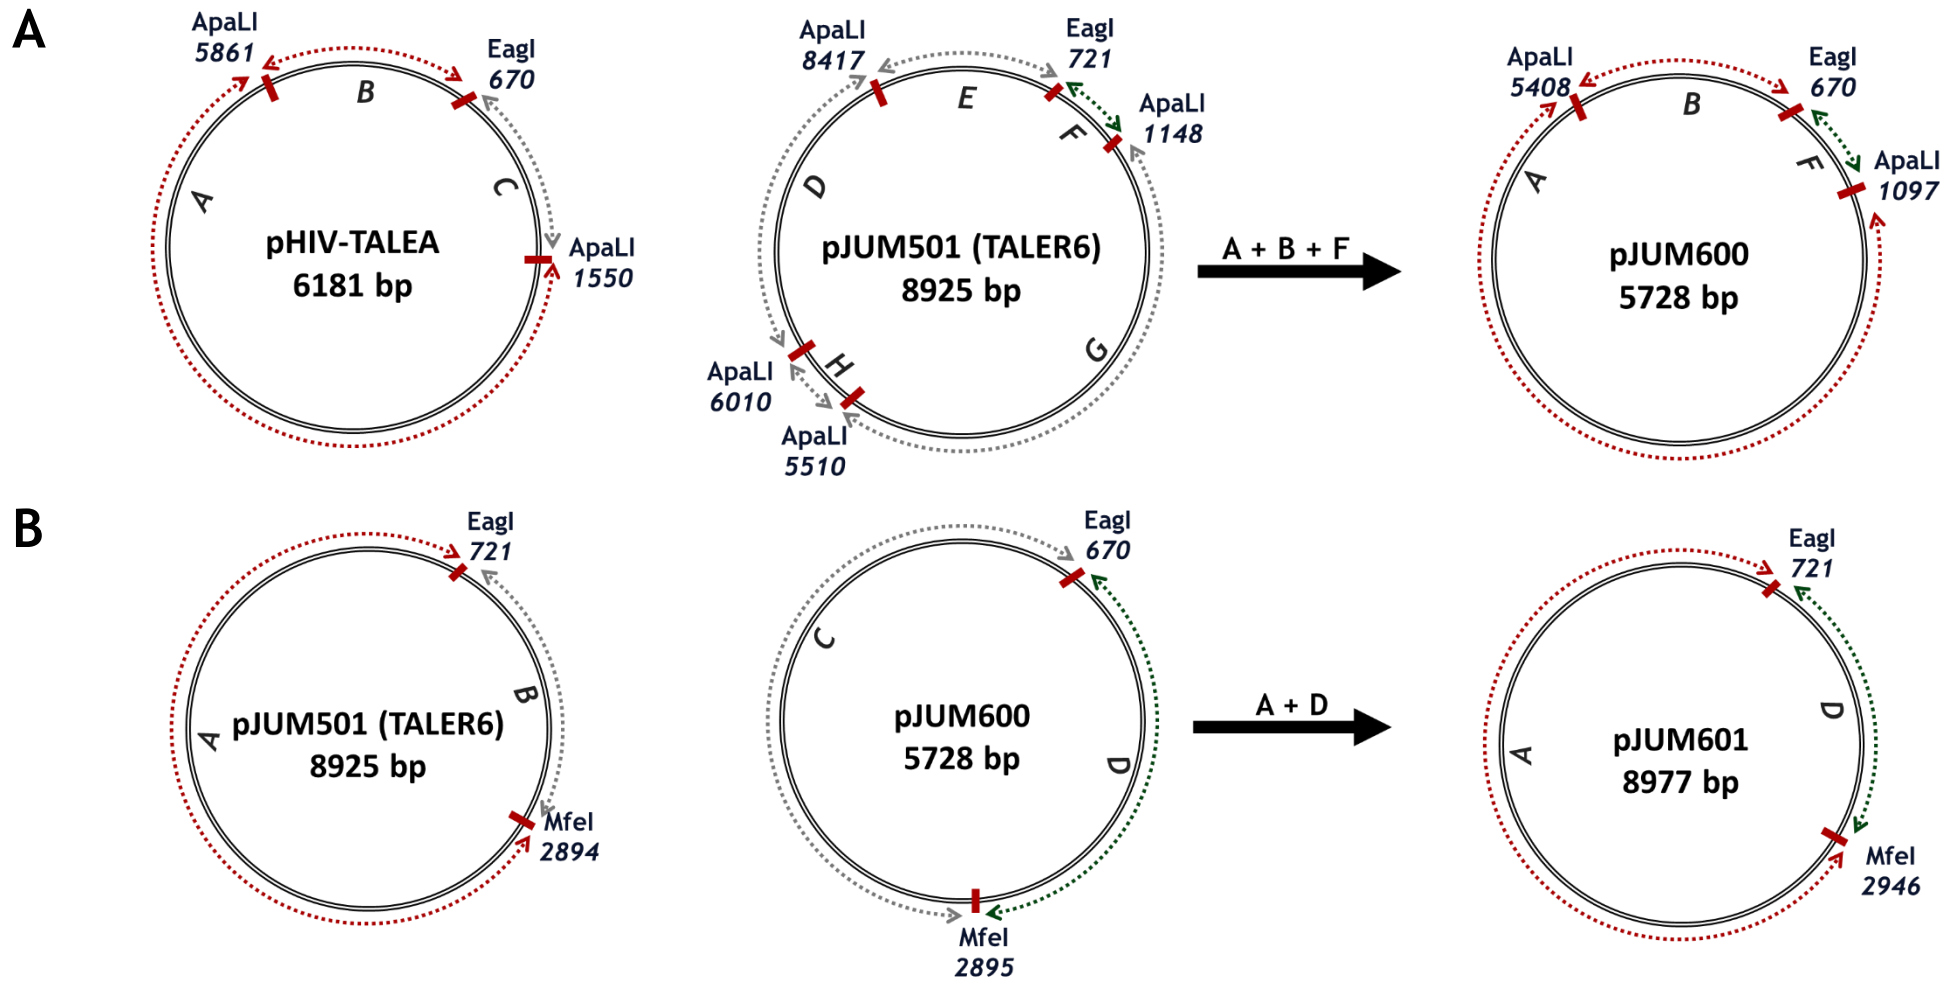 A
ApaLI
5861
EagI
670
B
A
C
pHIV-TALEA
6181 bp
ApaLI
1550
ApaLI
8417
EagI
721
E
F
ApaLI
1148
D
pJUM501 (TALER6)
8925 bp
H
G
ApaLI
6010
ApaLI
5510
A + B + F
ApaLI
5408
EagI
670
B
F
ApaLI
1097
A
pJUM600
5728 bp
B
EagI
721
B
A
pJUM501 (TALER6)
8925 bp
MfeI
2894
EagI
670
C
pJUM600
5728 bp
D
MfeI
2895
A + D
EagI
721
D
A
pJUM601
8977 bp
MfeI
2946